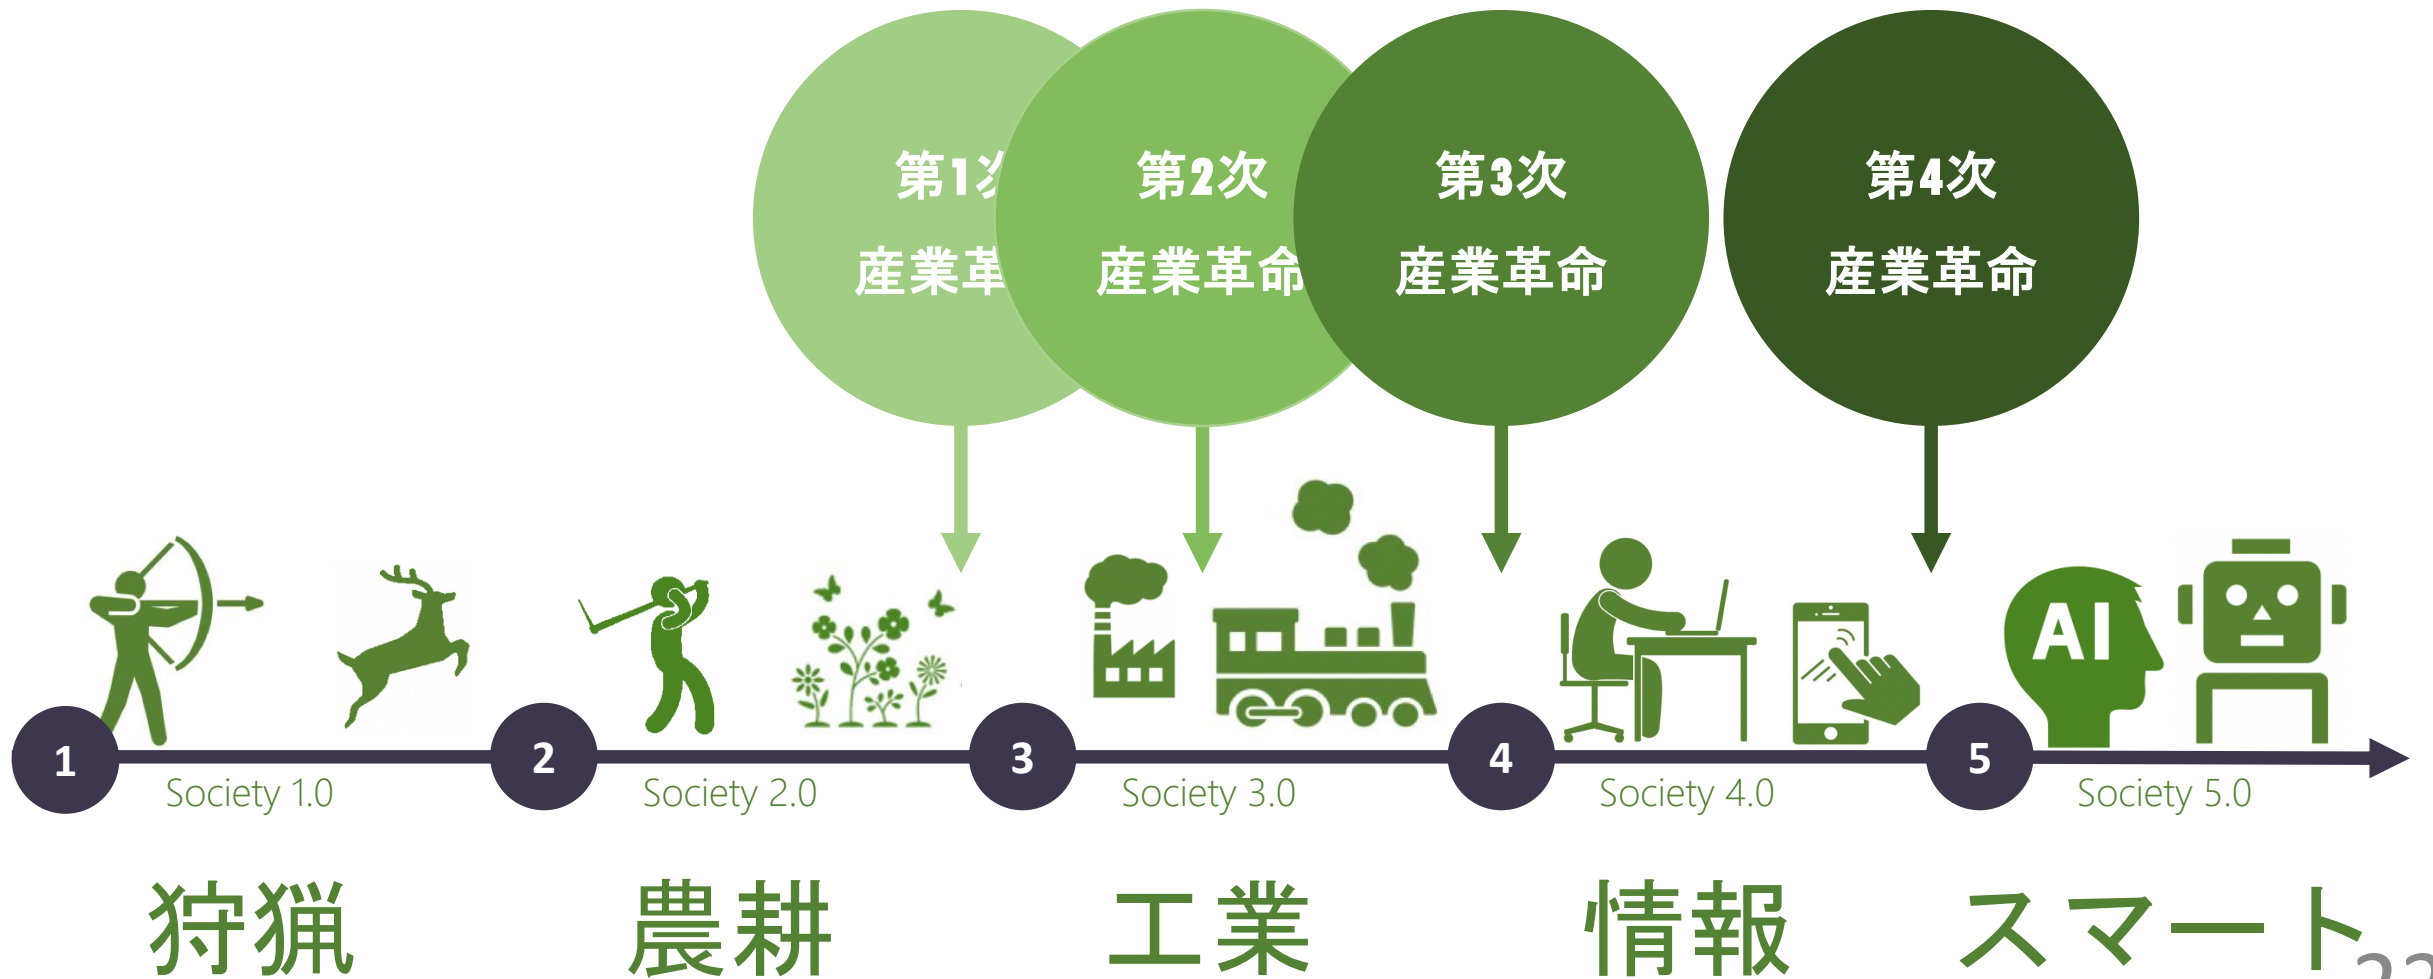 第1次
産業革
第2次
産業革命
第3次
産業革命
第4次
産業革命
AI
1
2
3
4
5
Society 1.0
Society 2.0
Society 3.0
Society 4.0
Society 5.0
狩猟
農耕
工業
情報
スマート